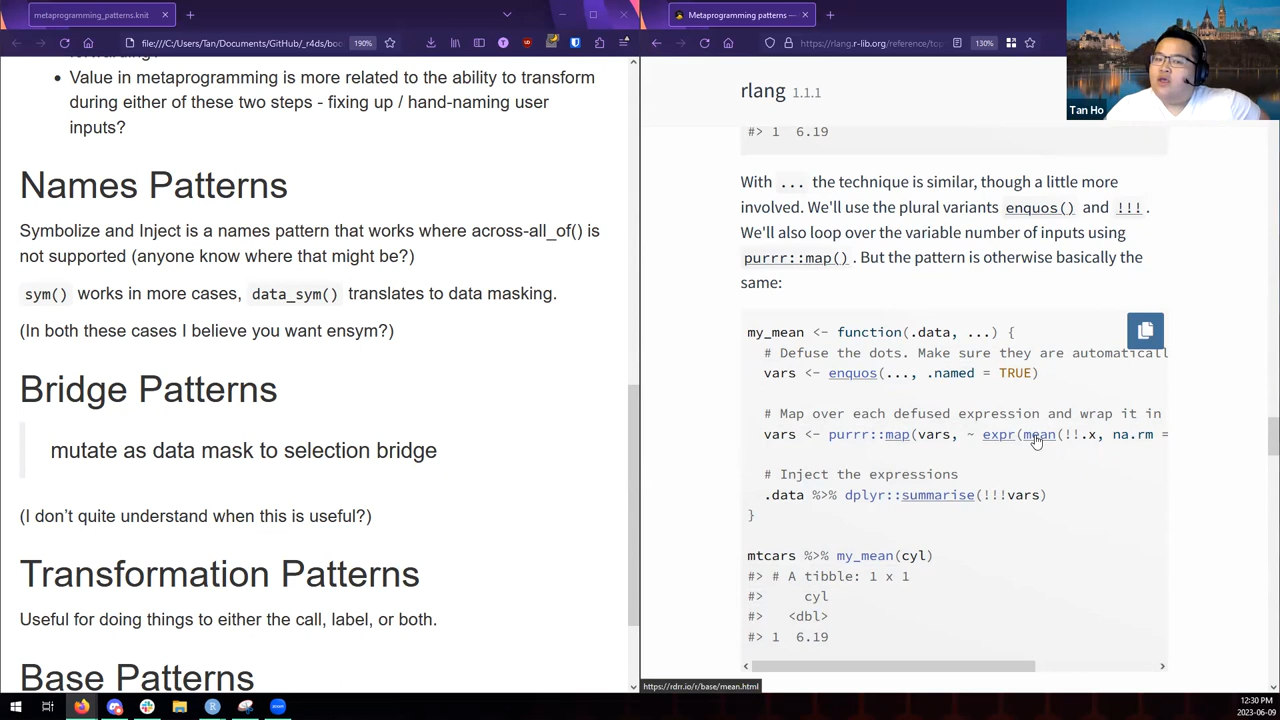 metaprogramming_patterns.knit
file:///C:/Users/Tan/Documents/GitHub/_r4ds/boo
190%
• Value in metaprogramming is more related to the ability to transform
during either of these two steps - fixing up / hand-naming user
inputs?
Names Patterns
Symbolize and Inject is a names pattern that works where across-all_of() is
not supported (anyone know where that might be?)
sym() works in more cases, data_sym() translates to data masking.
(In both these cases I believe you want ensym?)
Bridge Patterns
mutate as data mask to selection bridge
(I don't quite understand when this is useful?)
Transformation Patterns
Useful for doing things to either the call, label, or both.
Base Patterns
Metaprogramming patterns —
https://rlang.r-lib.org/reference/top
130%
Tan Ho
rlang 1.1.1
#> 1 6.19
With ... the technique is similar, though a little more
involved. We'll use the plural variants enquos() and !!! .
We'll also loop over the variable number of inputs using
purrr::map() . But the pattern is otherwise basically the
same:
my_mean <- function(.data, ...) {
# Defuse the dots. Make sure they are automaticall
vars <- enquos(..., .named = TRUE)
# Map over each defused expression and wrap it in
vars <- purrr::map(vars, ~ expr(mean(!!.x, na.rm =
# Inject the expressions
.data %>% dplyr::summarise(!!!vars)
}
mtcars %>% my_mean(cyl)
#> # A tibble: 1 x 1
#> cyl
#> <dbl>
#> 1 6.19
https://rdrr.io/r/base/mean.html
12:30 PM
2023-06-09